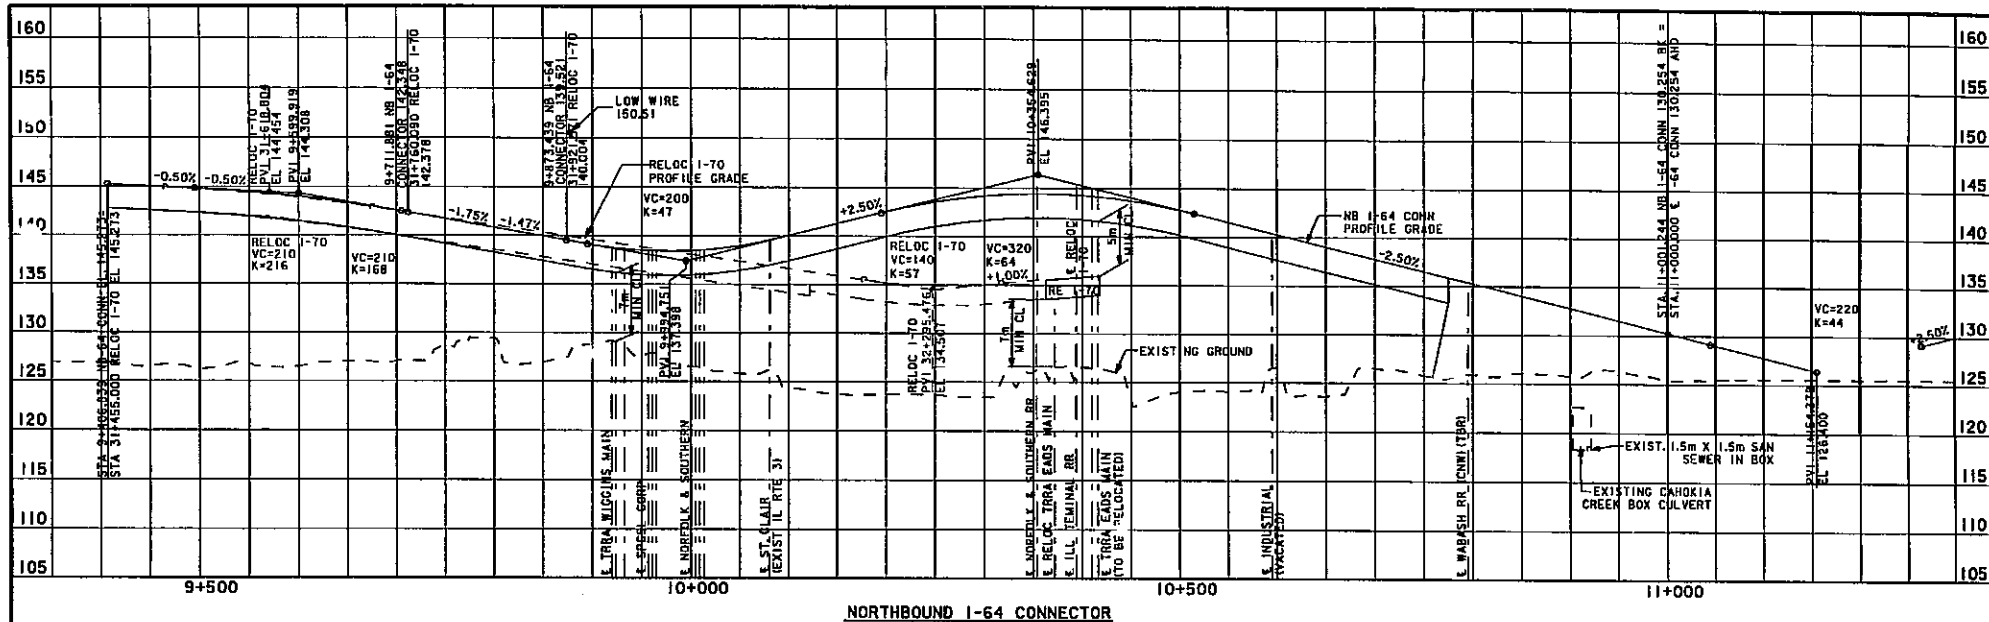 160
155
150
145
140
135
130
125
120
115
110
105
160
155
150
145
140
135
130
125
120
115
110
105
-0.50%
-0.50%
RELOC I-70
PVI 31+618.804
EL 144.454
PVI 9+599.919
EL 144.308
9+711.881 NB I-64
CONNECTOR 142.348
31+760.090 RELOC I-70
142.378
9+873.439 NB I-64
CONNECTOR 139.521
RELOC I-70
140.004
LOW WIRE
150.51
RELOC I-70
PROFILE GRADE
VC=200
K=47
-1.75%
-1.47%
+2.50%
RELOC I-70
VC=210
K=216
VC=210
K=168
7m
MIN CL
PVI 9+994.751
EL 137.398
RELOC I-70
VC=140
K=57
VC=320
K=64
+1.00%
PVI 10+354.629
EL 146.395
℄ RELOC
I-70
5m
MIN CL
RE I-70
NB I-64 CONN
PROFILE GRADE
-2.50%
STA. 11+001.244 NB I-64 CONN 130.254 BK =
STA. 11+000.000 ℄ I-64 CONN 130.254 AHD
VC=220
K=44
+2.50%
RELOC I-70
PVI 32+295.476
EL 134.507
7m
MIN CL
EXISTING GROUND
STA 31+455.000 RELOC I-70 EL 145.273
℄ TRRA WIGGINS MAIN
℄ NORFOLK & SOUTHERN
℄ ST. CLAIR
(EXIST IL RTE 3)
℄ NORFOLK & SOUTHERN RR
℄ RELOC TRRA EADS MAIN
℄ ILL TEMINAL RR
℄ TRRA EADS MAIN
(TO BE RELOCATED)
℄ INDUSTRIAL
(VACATED)
℄ WABASH RR (CNW) (TBR)
EXIST. 1.5m X 1.5m SAN
SEWER IN BOX
EXISTING CAHOKIA
CREEK BOX CULVERT
EL 126.400
9+500
10+000
10+500
11+000
NORTHBOUND I-64 CONNECTOR